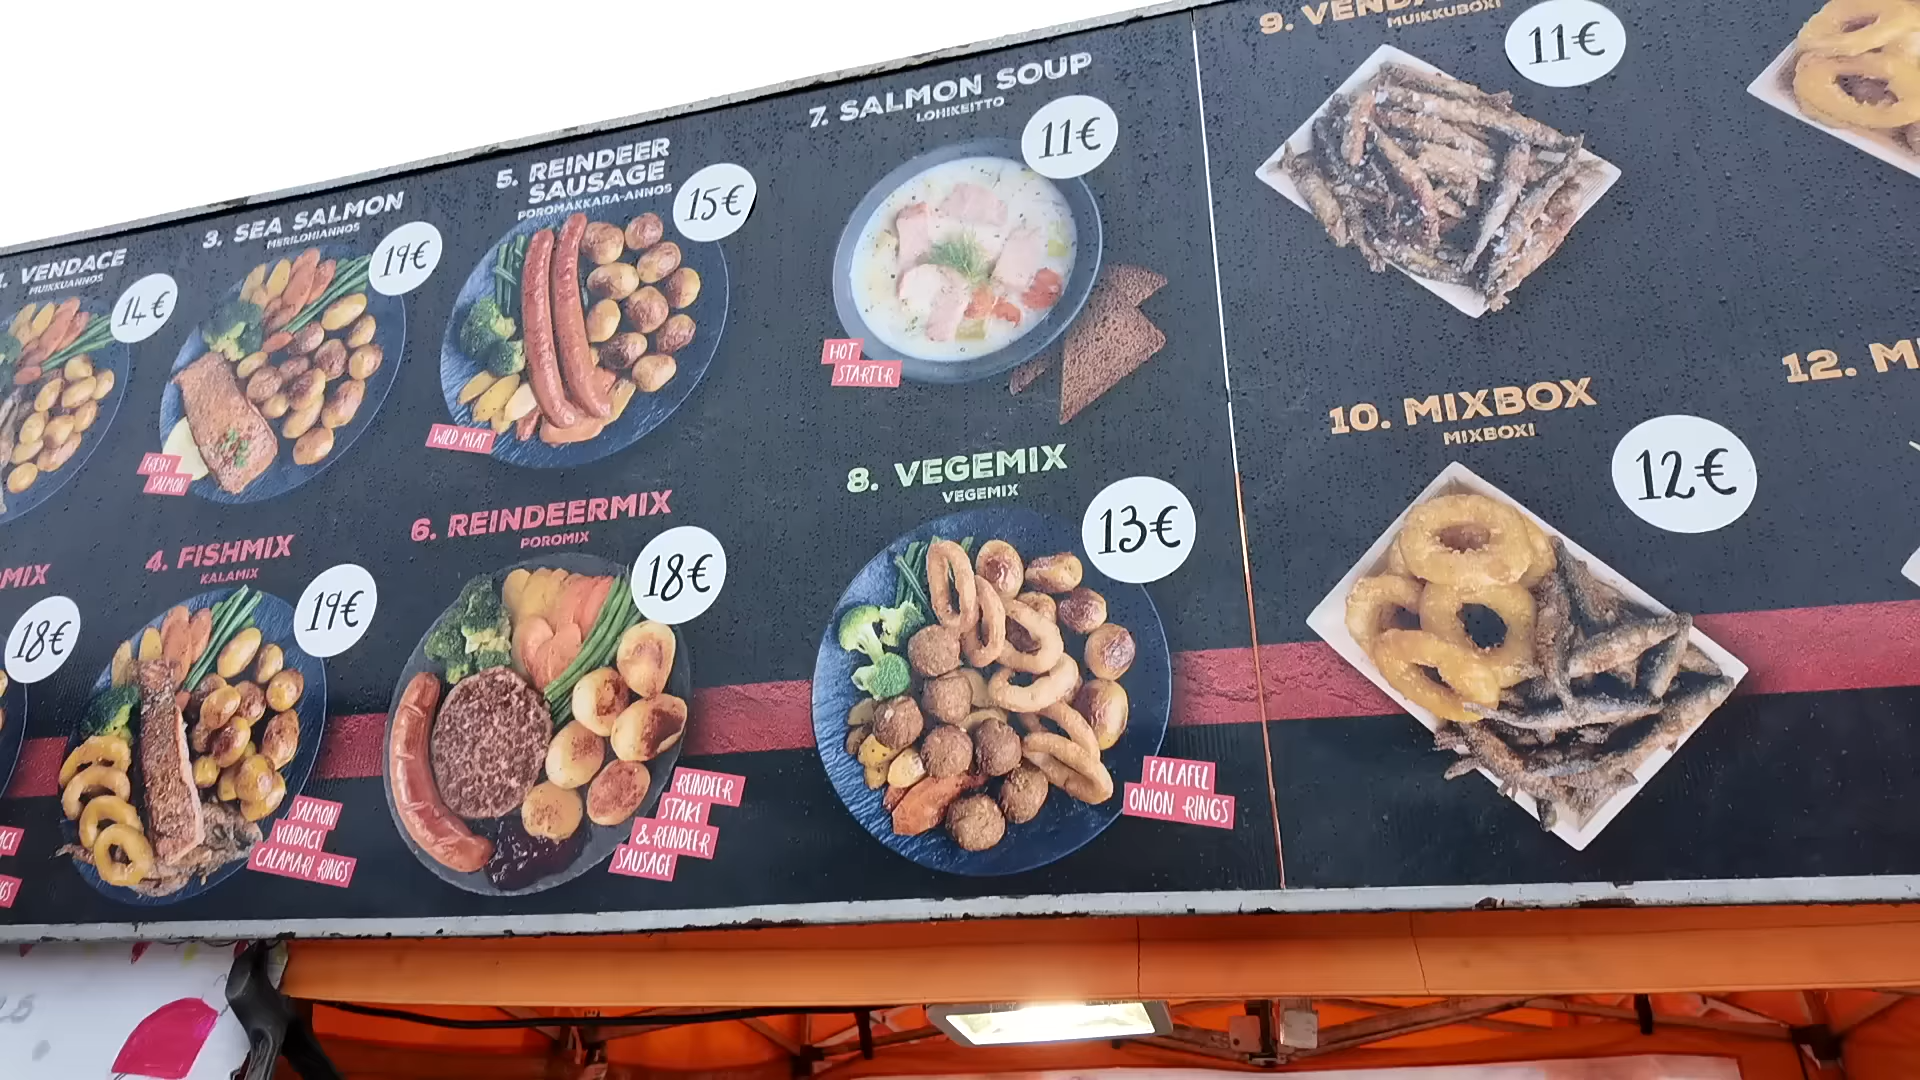 VENDACE
MUIKKUANNOS
14€
3. SEA SALMON
MERILOHIANNOS
19€
FRESH
SALMON
5. REINDEER
SAUSAGE
POROMAKKARA-ANNOS
15€
WILD MEAT
7. SALMON SOUP
LOHIKEITTO
11€
HOT
STARTER
9.
MUIKKUBOXI
11€
18€
4. FISHMIX
KALAMIX
19€
SALMON
VENDACE
CALAMARI RINGS
6. REINDEERMIX
POROMIX
18€
REINDEER
STAKE
& REINDEER
SAUSAGE
8. VEGEMIX
VEGEMIX
13€
FALAFEL
ONION RINGS
10. MIXBOX
MIXBOXI
12€
12.